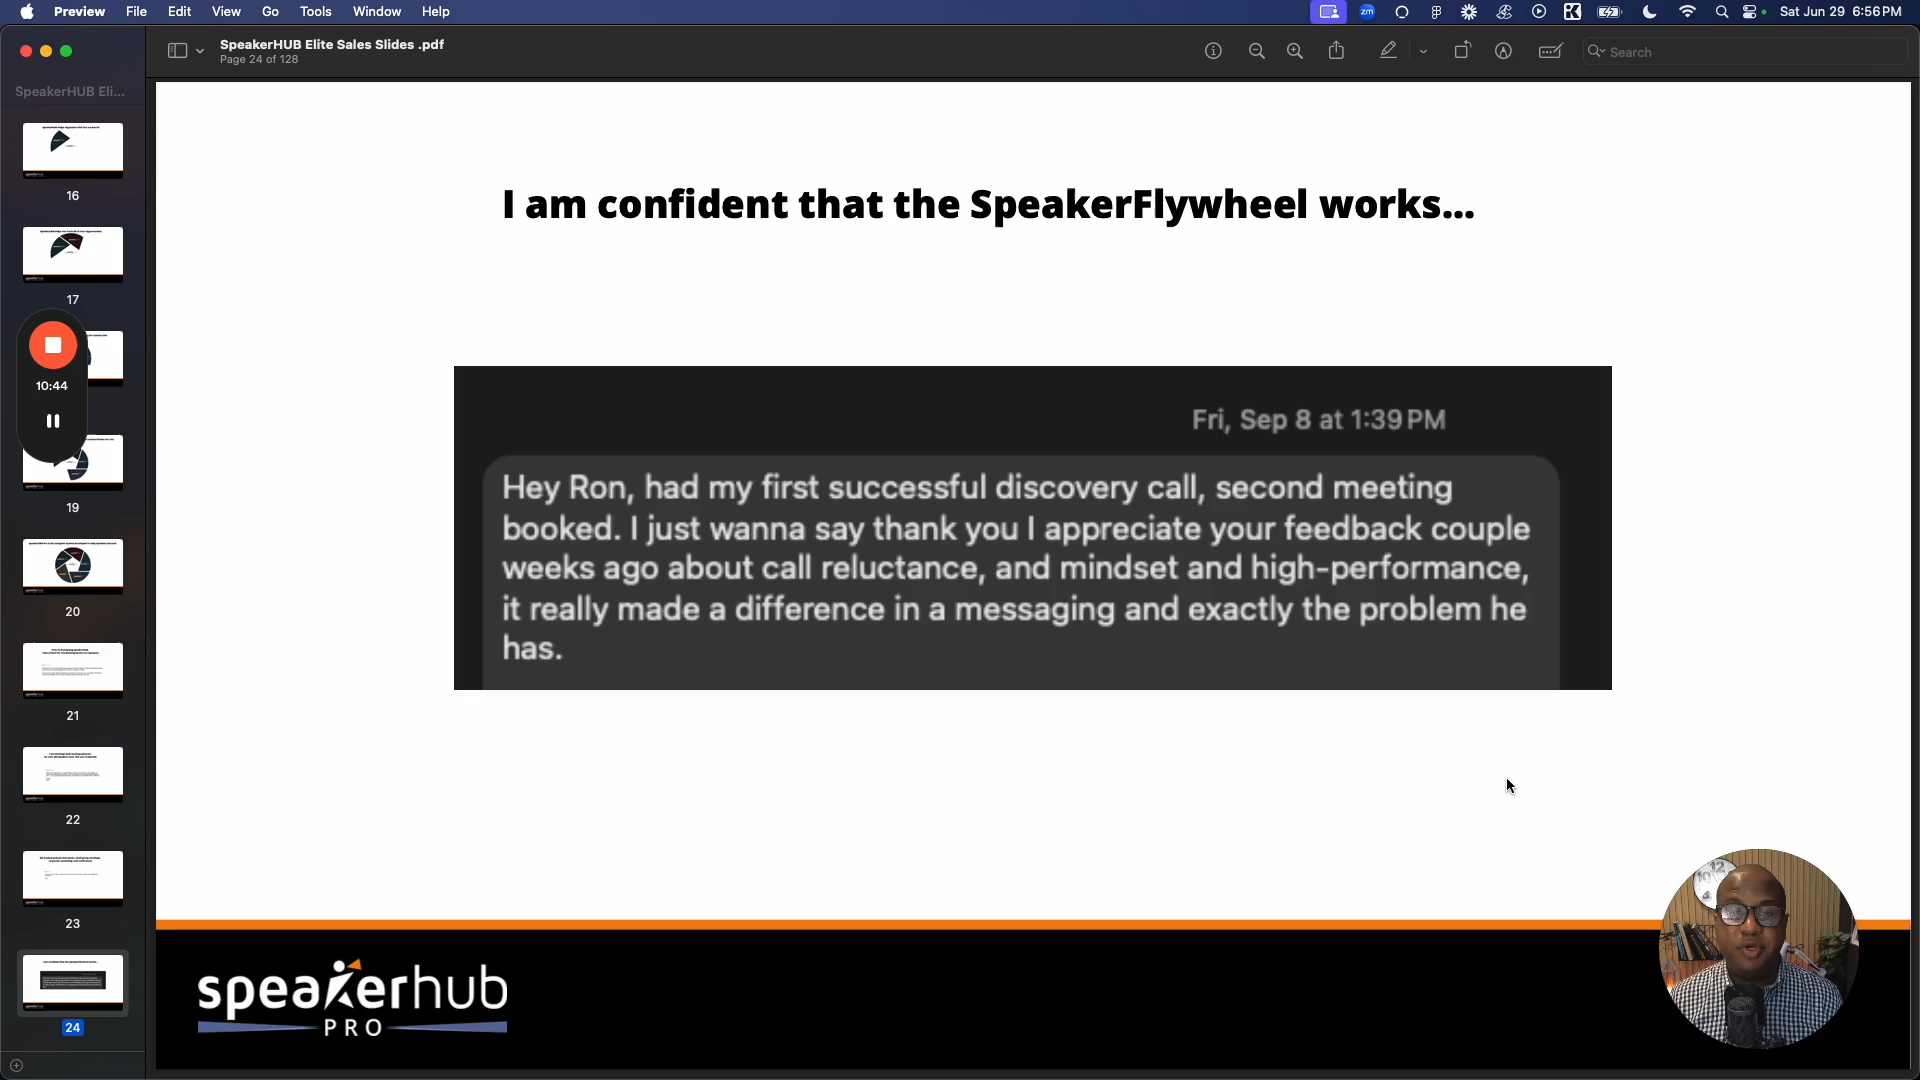 Preview File Edit View Go Tools Window Help
zm
Sat Jun 29 6:56 PM
SpeakerHUB Elite Sales Slides .pdf
Page 24 of 128
Search
SpeakerHUB Eli...
16
17
10:44
19
20
21
22
23
24
I am confident that the SpeakerFlywheel works...
Fri, Sep 8 at 1:39 PM
Hey Ron, had my first successful discovery call, second meeting
booked. I just wanna say thank you I appreciate your feedback couple
weeks ago about call reluctance, and mindset and high-performance,
it really made a difference in a messaging and exactly the problem he
has.
speakerhub
PRO